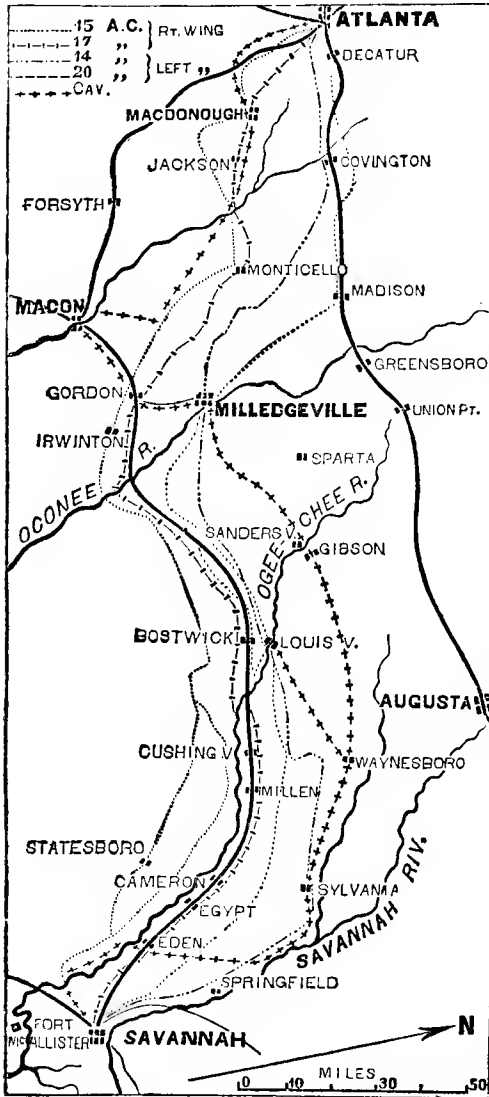 ATLANTA
15 A.C. } RT. WING
17 „
14 „ } LEFT „
20 „
CAV.
DECATUR
MACDONOUGH
JACKSON
COVINGTON
FORSYTH
MONTICELLO
MADISON
MACON
GREENSBORO
GORDON
MILLEDGEVILLE
UNION PT.
IRWINTON
OCONEE R.
SPARTA
OGEE CHEE R.
SANDERS V.
GIBSON
BOSTWICK
LOUIS V.
AUGUSTA
CUSHING V
WAYNESBORO
MILLEN
STATESBORO
CAMERON
SYLVANIA
EGYPT
SAVANNAH RIV.
EDEN
SPRINGFIELD
FORT
MCALLISTER
SAVANNAH
N
MILES
0 10 30 50